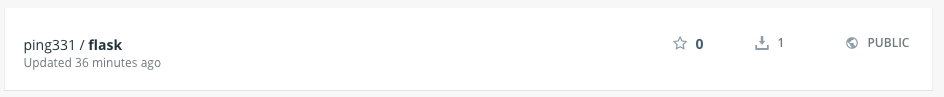 ping331 / flask 0 1 PUBLIC
Updated 36 minutes ago